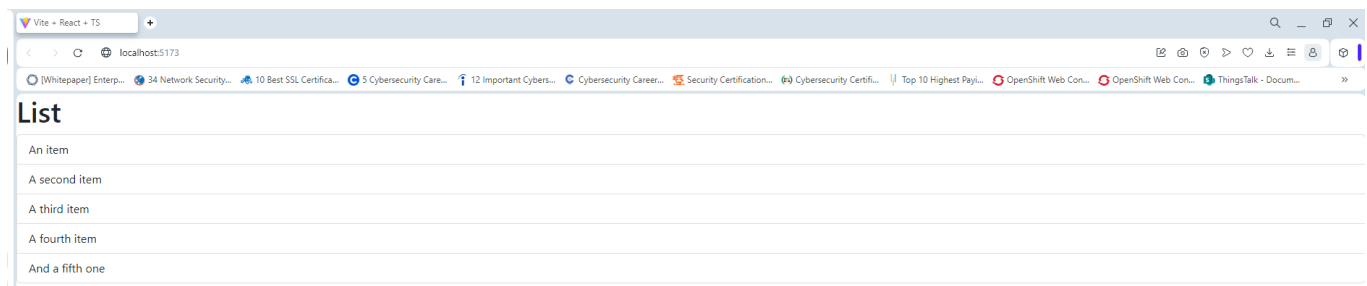 Vite + React + TS
localhost:5173
[Whitepaper] Enterp... 34 Network Security... 10 Best SSL Certifica... 5 Cybersecurity Care... 12 Important Cybers... Cybersecurity Career... Security Certification... Cybersecurity Certifi... Top 10 Highest Payi... OpenShift Web Con... OpenShift Web Con... ThingsTalk - Docum...
List
An item
A second item
A third item
A fourth item
And a fifth one